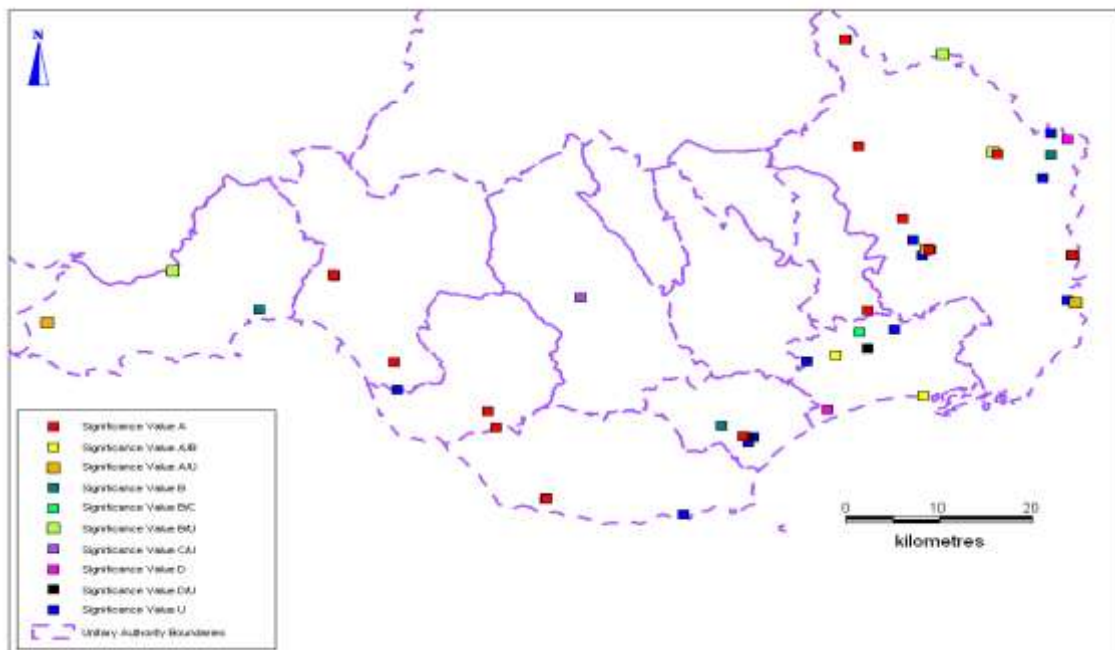 N
Significance Value A
Significance Value A/B
Significance Value A/U
Significance Value B
Significance Value B/C
Significance Value B/U
Significance Value C/U
Significance Value D
Significance Value D/U
Significance Value U
Unitary Authority Boundaries
0 10 20
kilometres